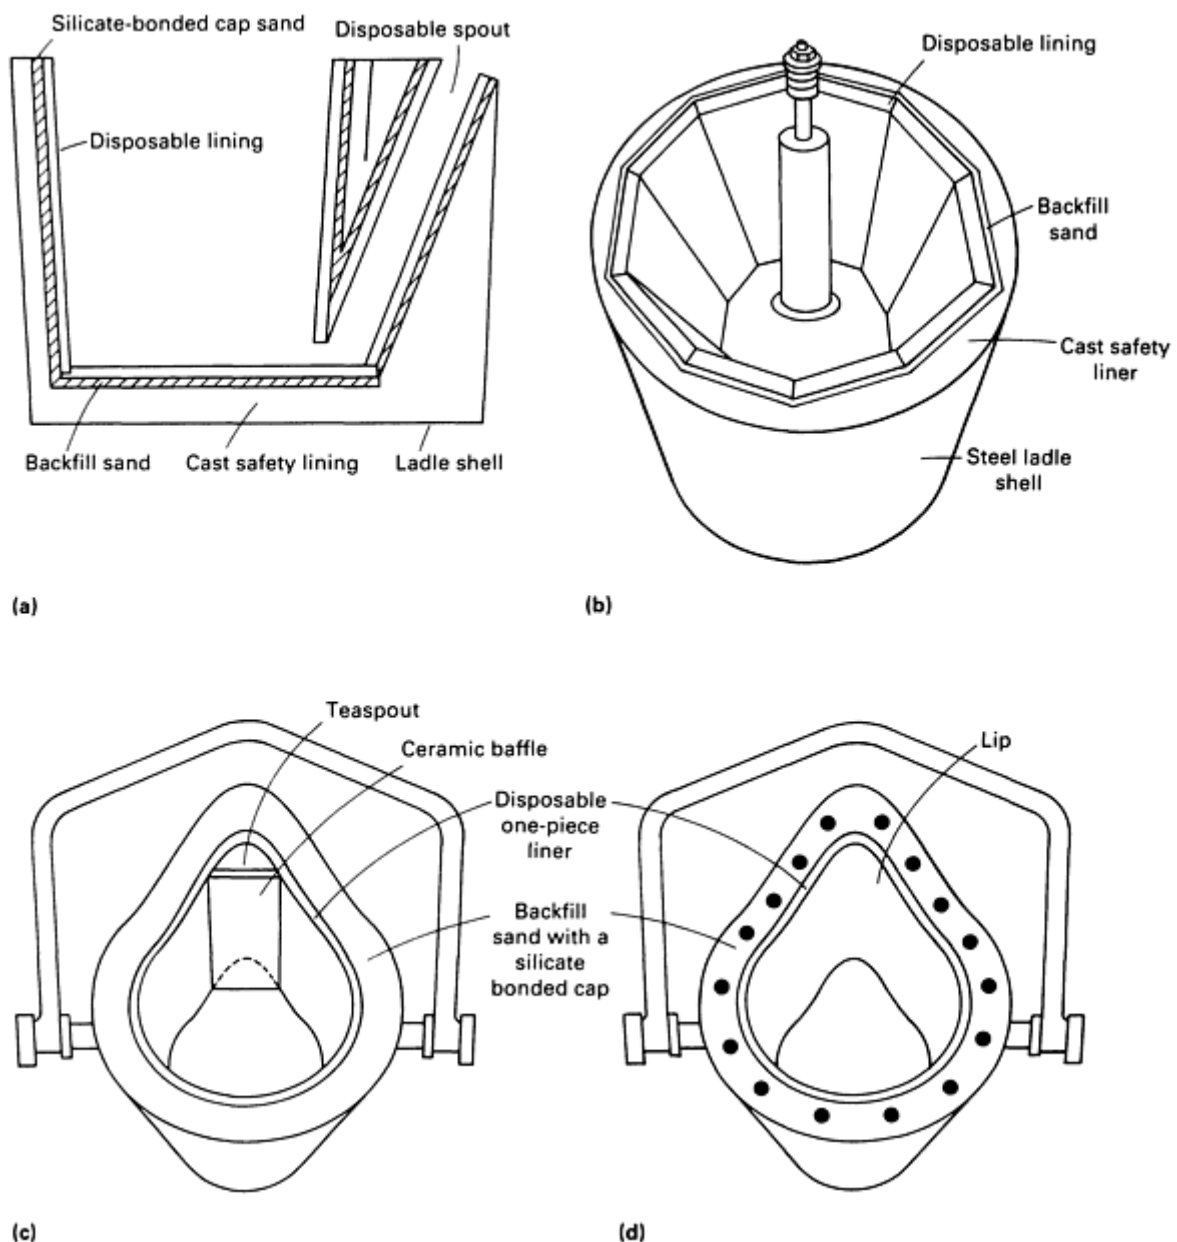 Silicate-bonded cap sand
Disposable spout
Disposable lining
Backfill sand
Cast safety lining
Ladle shell
(a)
Disposable lining
Backfill
sand
Cast safety
liner
Steel ladle
shell
(b)
Teaspout
Ceramic baffle
Disposable
one-piece
liner
Backfill
sand with a
silicate
bonded cap
(c)
Lip
(d)